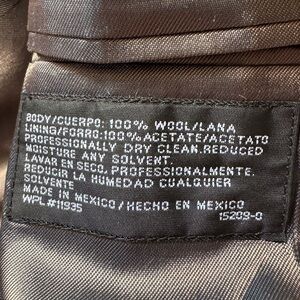 BODY/CUERPO: 100% WOOL/LANA
LINING/FORRO: 100% ACETATE/ACETATO
PROFESSIONALLY DRY CLEAN.REDUCED
MOISTURE ANY SOLVENT.
LAVAR EN SECO, PROFESIONALMENTE.
REDUCIR LA HUMEDAD CUALQUIER
SOLVENTE
MADE IN MEXICO/HECHO EN MEXICO
WPL#11935 15209-0